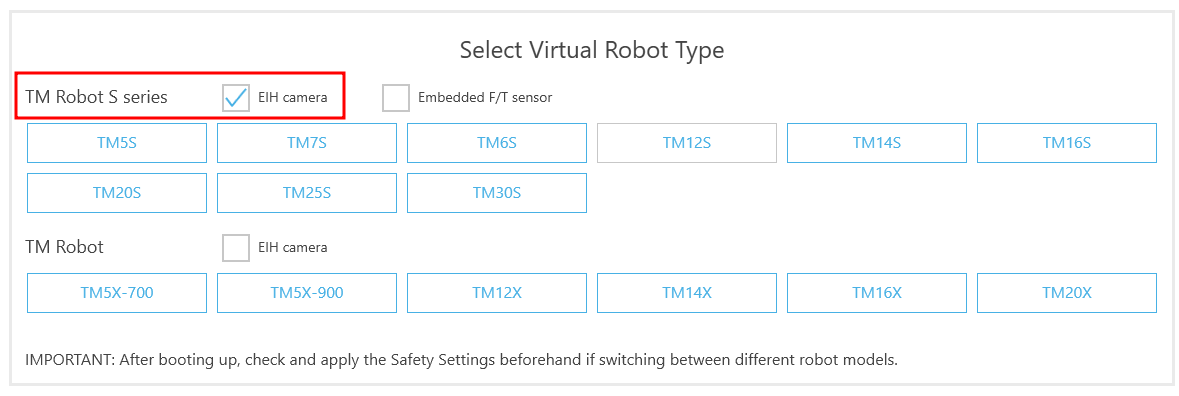 Select Virtual Robot Type
TM Robot S series EIH camera Embedded F/T sensor
TM5S TM7S TM6S TM12S TM14S TM16S
TM20S TM25S TM30S
TM Robot EIH camera
TM5X-700 TM5X-900 TM12X TM14X TM16X TM20X
IMPORTANT: After booting up, check and apply the Safety Settings beforehand if switching between different robot models.